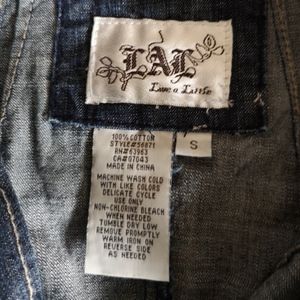 LAL
Live a Little
S
100% COTTON
STYLE#56871
RN#63963
CA#07043
MADE IN CHINA
MACHINE WASH COLD
WITH LIKE COLORS
DELICATE CYCLE
USE ONLY
NON-CHLORINE BLEACH
WHEN NEEDED
TUMBLE DRY LOW
REMOVE PROMPTLY
WARM IRON ON
REVERSE SIDE
AS NEEDED